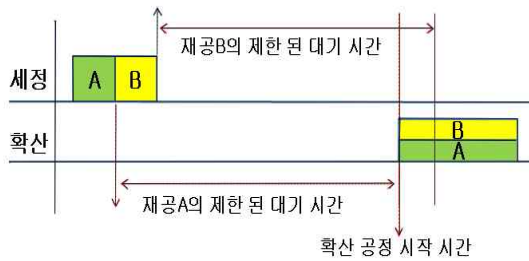 재공B의 제한 된 대기 시간
세정
A
B
확산
B
A
재공A의 제한 된 대기 시간
확산 공정 시작 시간